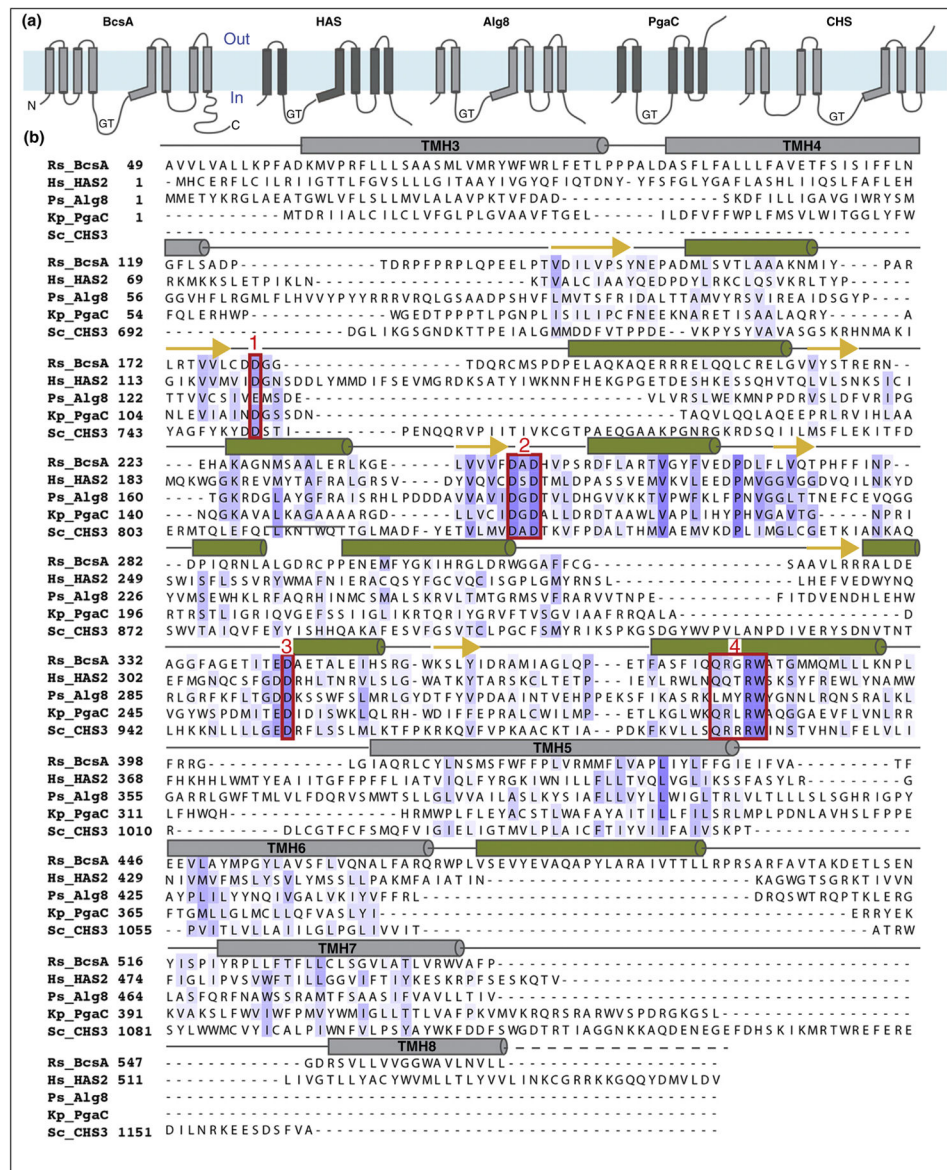 (a) BcsA HAS Alg8 PgaC CHS
Out
In
N GT C GT GT GT GT
(b)
TMH3 TMH4
Rs_BcsA 49 AVVLVALLKPFADKMVPRFLLLSAASMLVMRYWFWRLFETLPPPALDASFLFALLLFAVETFSISIFFLN
Hs_HAS2 1 --MHCERFLCILRIIGTTLFGVSLLLGITAAYIVGYQFIQTDNY-YFSFGLYGAFLASHLIIQSLFAFLEH
Ps_Alg8 1 --MMETYKRGLAEATGWLVFLSLLMVLALAVPKTVFDAD------SKDFILLIGAVGIWRYSM
Kp_PgaC 1 ------MTDRIIALCILCLVFGLPLGVAAVFTGEL----ILDFVFFWPLFMSVLWITGGLYFW
Sc_CHS3
Rs_BcsA 119 GFLSADP------TDRPFPRPLQPEELPTVDILVPSYNEPADMLSVTLAAAKNMIY---PAR
Hs_HAS2 69 RKMKKSLETPIKLN------KTVALCIAAYQEDPDYLRKCLQSVKRLTYP-----
Ps_Alg8 56 GGVHFLRGMLFLHVVYPYYRRRRVRQLGSAADPSHVFLMVTSFRIDALTTAMVYRSVIREAIDSGYP---
Kp_PgaC 54 FQLERHWP------WGEDTPPPTLPGNPLISILIPCFNEEKNARETISAALAQRY----A
Sc_CHS3 692 ------DGLIKGSGNDKTTPEIALGMMDDFVTPPDE--VKPYSYVAVASGSKRHNMAKI
1
Rs_BcsA 172 LRTVVLCDDGG------TDQRCMSPDPELAQKAQERRRELQQLCRELGVVYSTRERN---
Hs_HAS2 113 GIKVVMVIDGNSDDLYMMDIFSEVMGRDKSATYIWKNNFHEKGPGETDESHKESSQHVTQLVLSNKSICI
Ps_Alg8 122 TTVVCSIVEMSDE------VLVRSLWEKMNPPDRVSLDFVRIPG
Kp_PgaC 104 NLEVIAINDGSSDN------TAQVLQQLAQEEPRLRVIHLAA
Sc_CHS3 743 YAGFYKYDDSTI----PENQQRVPIITIVKCGTPAEQGAAKPGNRGKRDSQIILMSFLEKITFD
2
Rs_BcsA 223 ---EHAKAGNMSAALERLKGE----LVVVFDADHVPSRDFLARTVGYFVEDPDLFLVQTPHFFINP--
Hs_HAS2 183 MQKWGGKREVMYTAFRALGRSV----DYVQVCDSDTMLDPASSVEMVKVLEEDPMVGGVGGDVQILNKYD
Ps_Alg8 160 ---TGKRDGLAYGFRAISRHLPDDDAVVAVIDGDTVLDHGVVKKTVPWFKLFPNVGGLTTNEFCEVQGG
Kp_PgaC 140 ---NQGKAVALKAGAAAARGD----LLVCIDGDALLDRDTAAWLVAPLIHYPHVGAVTG---NPRI
Sc_CHS3 803 ERMTQLEFQLLKNTWQTTGLMADF-YETVLMVDADTKVFPDALTHMVAEMVKDPLIMGLCGETKIANKAQ
Rs_BcsA 282 --DPIQRNLALGDRCPPENEMFYGKIHRGLDRWGGAFFCG------SAAVLRRRALDE
Hs_HAS2 249 SWISFLSSVRYWMAFNIERACQSYFGCVQCISGPLGMYRNSL------LHEFVEDWYNQ
Ps_Alg8 226 YVMSEWHKLRFAQRHINMCSMALSKRVLTMTGRMSVFRARVVTNPE----FITDVENDHLEHW
Kp_PgaC 196 RTRSTLIGRIQVGEFSSIIGLIKRTQRIYGRVFTVSGVIAAFRRQALA------D
Sc_CHS3 872 SWVTAIQVFEYYISHHQAKAFESVFGSVTCLPGCFSMYRIKSPKGSDGYWVPVLANPDIVERYSDNVTNT
3 4
Rs_BcsA 332 AGGFAGETITEDAETALEIHSRG-WKSLYIDRAMIAGLQP---ETFASFIQQRGRWATGMMQMLLLKNPL
Hs_HAS2 302 EFMGNQCSFGDDRHLTNRVLSLG-WATKYTARSKCLTETP---IEYLRWLNQQTRWSKSYFREWLYNAMW
Ps_Alg8 285 LRGRFKFLTGDDKSSWFSLMRLGYDTFYVPDAAINTVEHPPEKSFIKASRKLMYRWYGNNLRQNSRALKL
Kp_PgaC 245 VGYWSPDMITEDIDISWKLQLRH-WDIFFEPRALCWILMP---ETLKGLWKQRLRWAQGGAEVFLVNLRR
Sc_CHS3 942 LHKKNLLLLGEDRFLSSLMLKTFPKRKQVFVPKAACKTIA---PDKFKVLLSQRRRWINSTVHNLFELVLI
TMH5
Rs_BcsA 398 FRRG------LGIAQRLCYLNSMSFWFFPLVRMMFLVAPLIYLFFGIEIFVA-----TF
Hs_HAS2 368 FHKHHLWMTYEAIITGFFPFFLIATVIQLFYRGKIWNILLFLLTVQLVGLIKSSFASYLR------G
Ps_Alg8 355 GARRLGWFTMLVLFDQRVSMWTSLLGLVVAILASLKYSIAFLLVYLLWIGLTRLVLTLLLSLSGHRIGPY
Kp_PgaC 311 LFHWQH------HRMWPLFLEYACSTLWAFAYAITILLFILSRLMPLPDNLAVHSLFPPE
Sc_CHS3 1010 R------DLCGTFCFSMQFVIGIELIGTMVLPLAICFTIYVIIFAIVSKPT
TMH6
Rs_BcsA 446 EEVLAYMPGYLAVSFLVQNALFARQRWPLVSEVYEVAQAPYLARAIVTTLLRPRSARFAVTAKDETLSEN
Hs_HAS2 429 NIVMVFMSLYSVLYMSSLLPAKMFAIATIN------KAGWGTSGRKTIVVN
Ps_Alg8 425 AYPLILYYNQIVGALVKIYVFFRL------DRQSWTRQPTKLERG
Kp_PgaC 365 FTGMLLGLMCLLQFVASLYI------ERRYEK
Sc_CHS3 1055 --PVITLVLLAIILGLPGLIVVIT------ATRW
TMH7
Rs_BcsA 516 YISPIYRPLLFTFLLCLSGVLATLVRWVAFP------
Hs_HAS2 474 FIGLIPVSVWFTILLGGVIFTIYKESKRPFSESKQTV------
Ps_Alg8 464 LASFQRFNAWSSRAMTFSAASIFVAVLLTIV------
Kp_PgaC 391 KVAKSLFWVIWFPMVYWMIGLLTTLVAFPKVMVKRQRSRARWVSPDRGKGSL------
Sc_CHS3 1081 SYLWWMCVYICALPIWNFVLPSYAYWKFDDFSWGDTRTIAGGNKKAQDENEGEFDHSKIKMRTWREFERE
TMH8
Rs_BcsA 547 ------GDRSVLLVVGGWAVLNVLL
Hs_HAS2 511 ------LIVGTLLYACYWVMLLTLYVVLINKCGRRKKGQQYDMVLDV
Ps_Alg8
Kp_PgaC
Sc_CHS3 1151 DILNRKEESDSFVA------